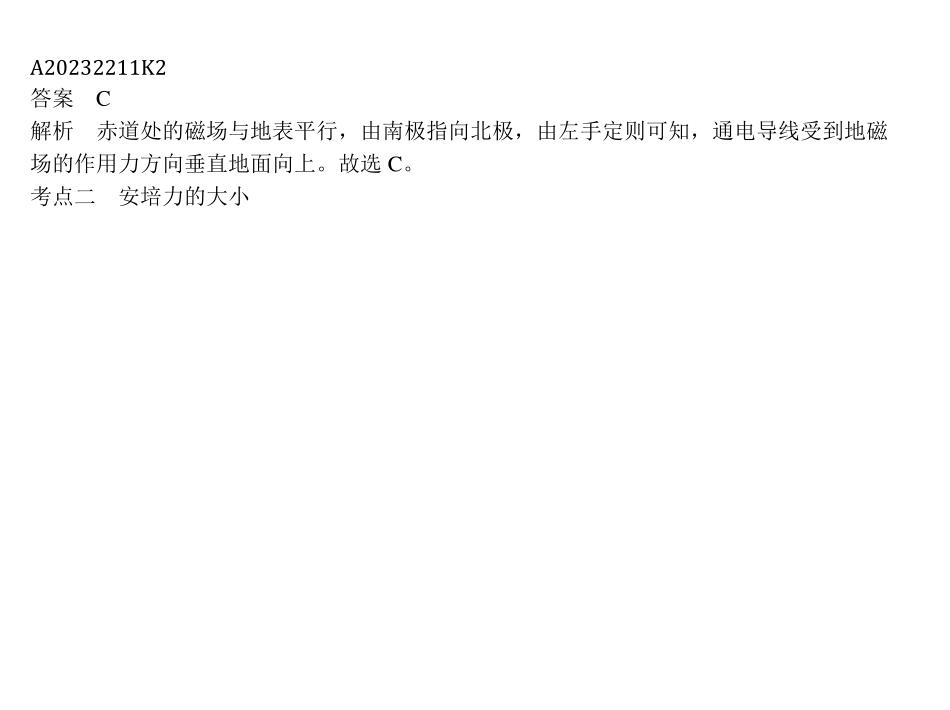 A20232211K2
答案　C
解析　赤道处的磁场与地表平行，由南极指向北极，由左手定则可知，通电导线受到地磁
场的作用力方向垂直地面向上。故选 C。
考点二　安培力的大小